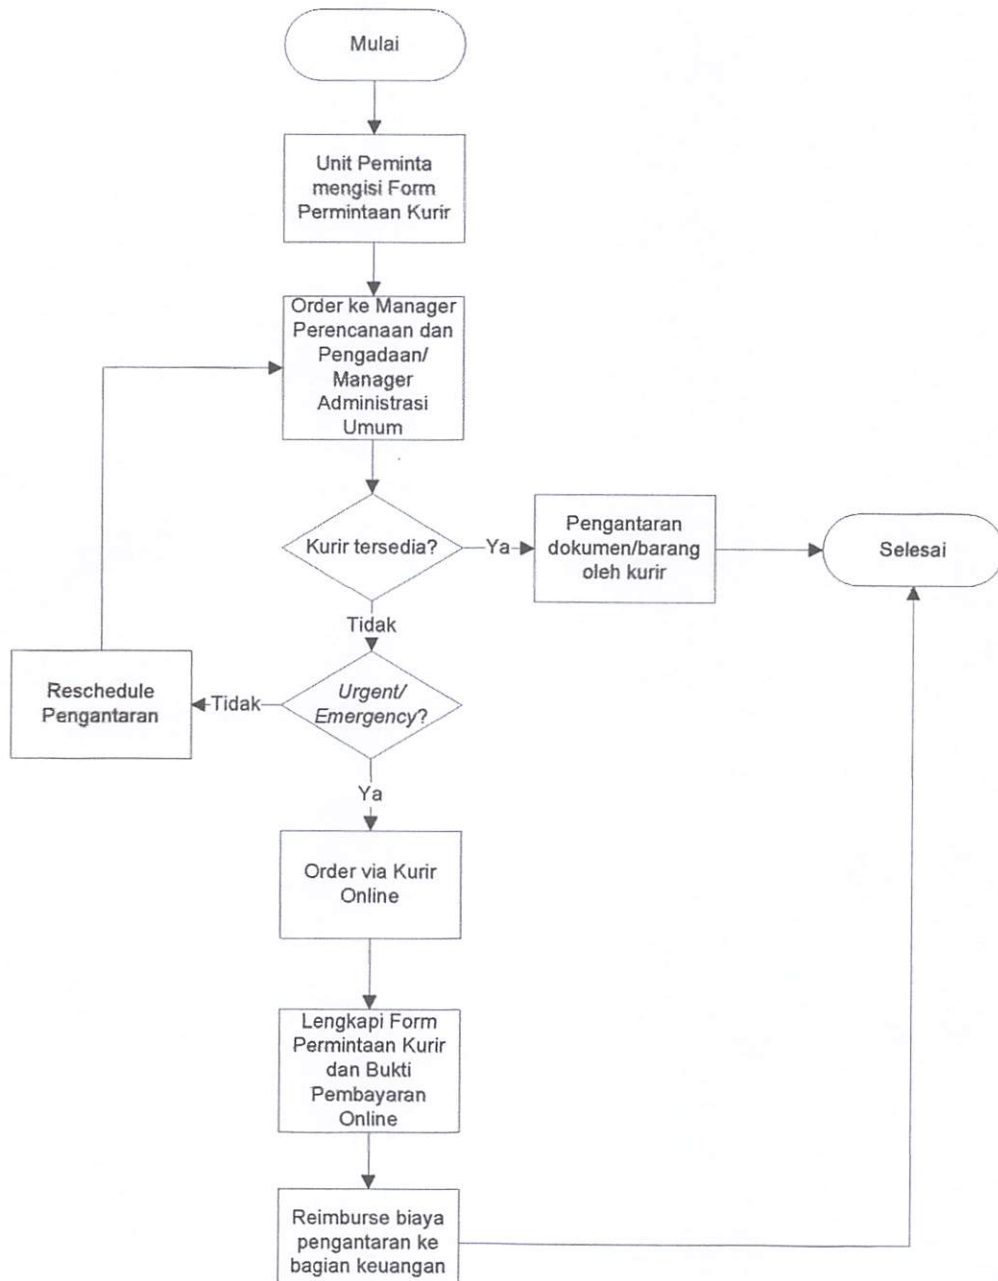 Mulai
Unit Peminta
mengisi Form
Permintaan Kurir
Order ke Manager
Perencanaan dan
Pengadaan/
Manager
Administrasi
Umum
Kurir tersedia?
Ya
Pengantaran
dokumen/barang
oleh kurir
Selesai
Tidak
Urgent/
Emergency?
Tidak
Reschedule
Pengantaran
Ya
Order via Kurir
Online
Lengkapi Form
Permintaan Kurir
dan Bukti
Pembayaran
Online
Reimburse biaya
pengantaran ke
bagian keuangan